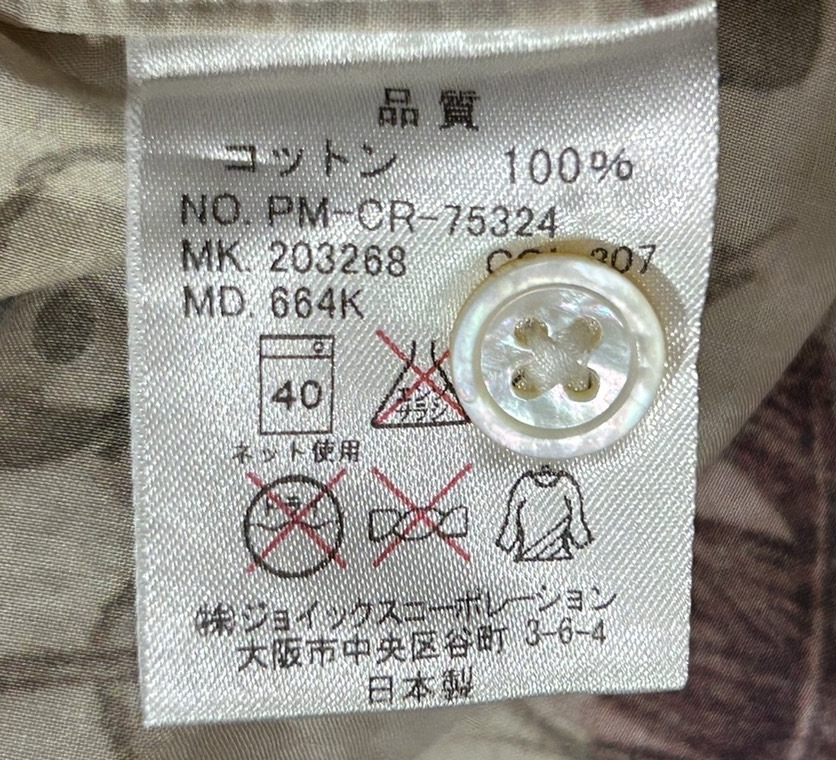 品質
コットン 100%
NO. PM-CR-75324
MK. 203268 307
MD. 664K
40
エンソ
サラシ
ネット使用
ドライ
㈱ジョイックスコーポレーション
大阪市中央区谷町 3-6-4
日本製